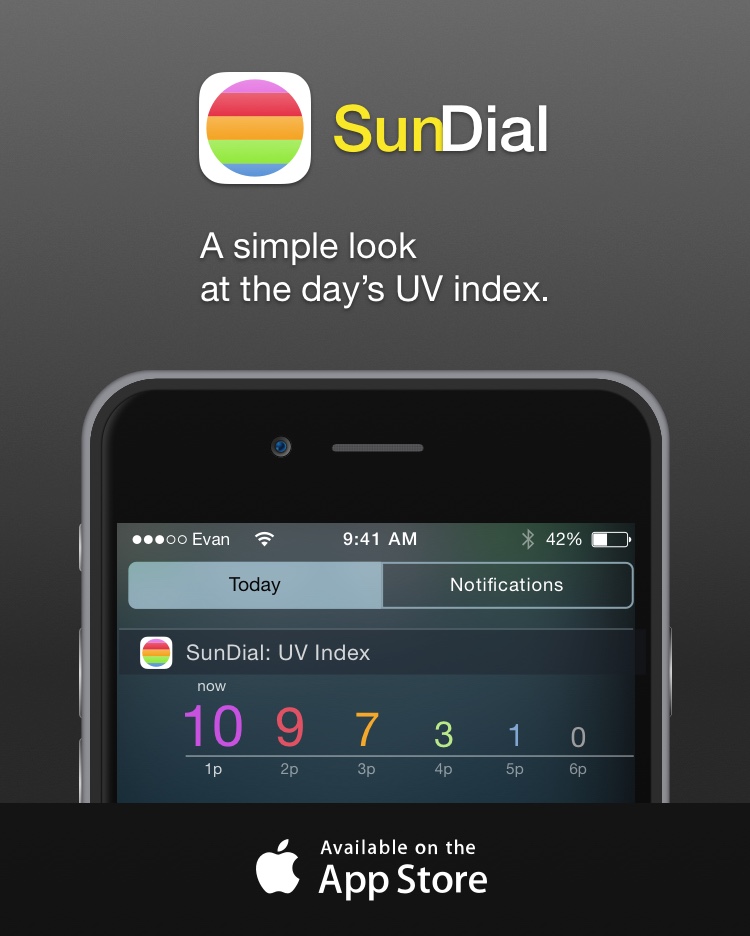 SunDial
A simple look
at the day's UV index.
Evan 9:41 AM 42%
Today Notifications
SunDial: UV Index
now
10 9 7 3 1 0
1p 2p 3p 4p 5p 6p
Available on the
App Store